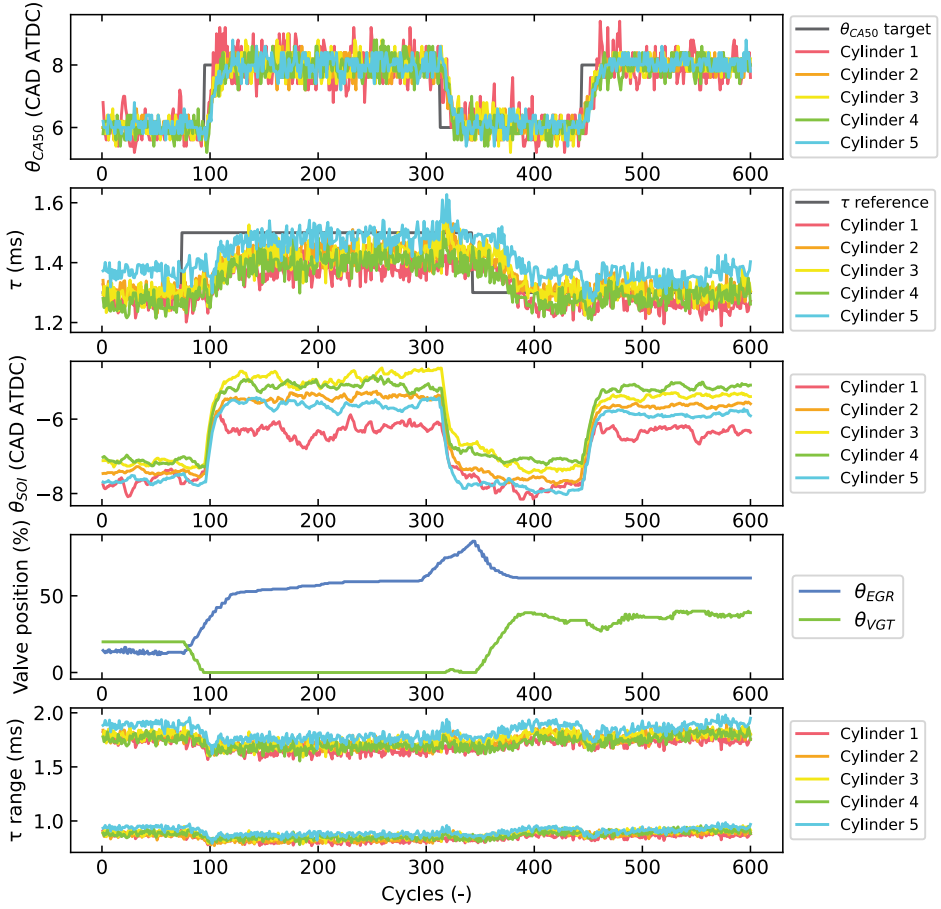 θCA50 (CAD ATDC)
8
6
0 100 200 300 400 500 600
θCA50 target
Cylinder 1
Cylinder 2
Cylinder 3
Cylinder 4
Cylinder 5
τ (ms)
1.6
1.4
1.2
0 100 200 300 400 500 600
τ reference
Cylinder 1
Cylinder 2
Cylinder 3
Cylinder 4
Cylinder 5
θSOI (CAD ATDC)
−6
−8
0 100 200 300 400 500 600
Cylinder 1
Cylinder 2
Cylinder 3
Cylinder 4
Cylinder 5
Valve position (%)
50
0
0 100 200 300 400 500 600
θEGR
θVGT
τ range (ms)
2.0
1.5
1.0
0 100 200 300 400 500 600
Cycles (-)
Cylinder 1
Cylinder 2
Cylinder 3
Cylinder 4
Cylinder 5